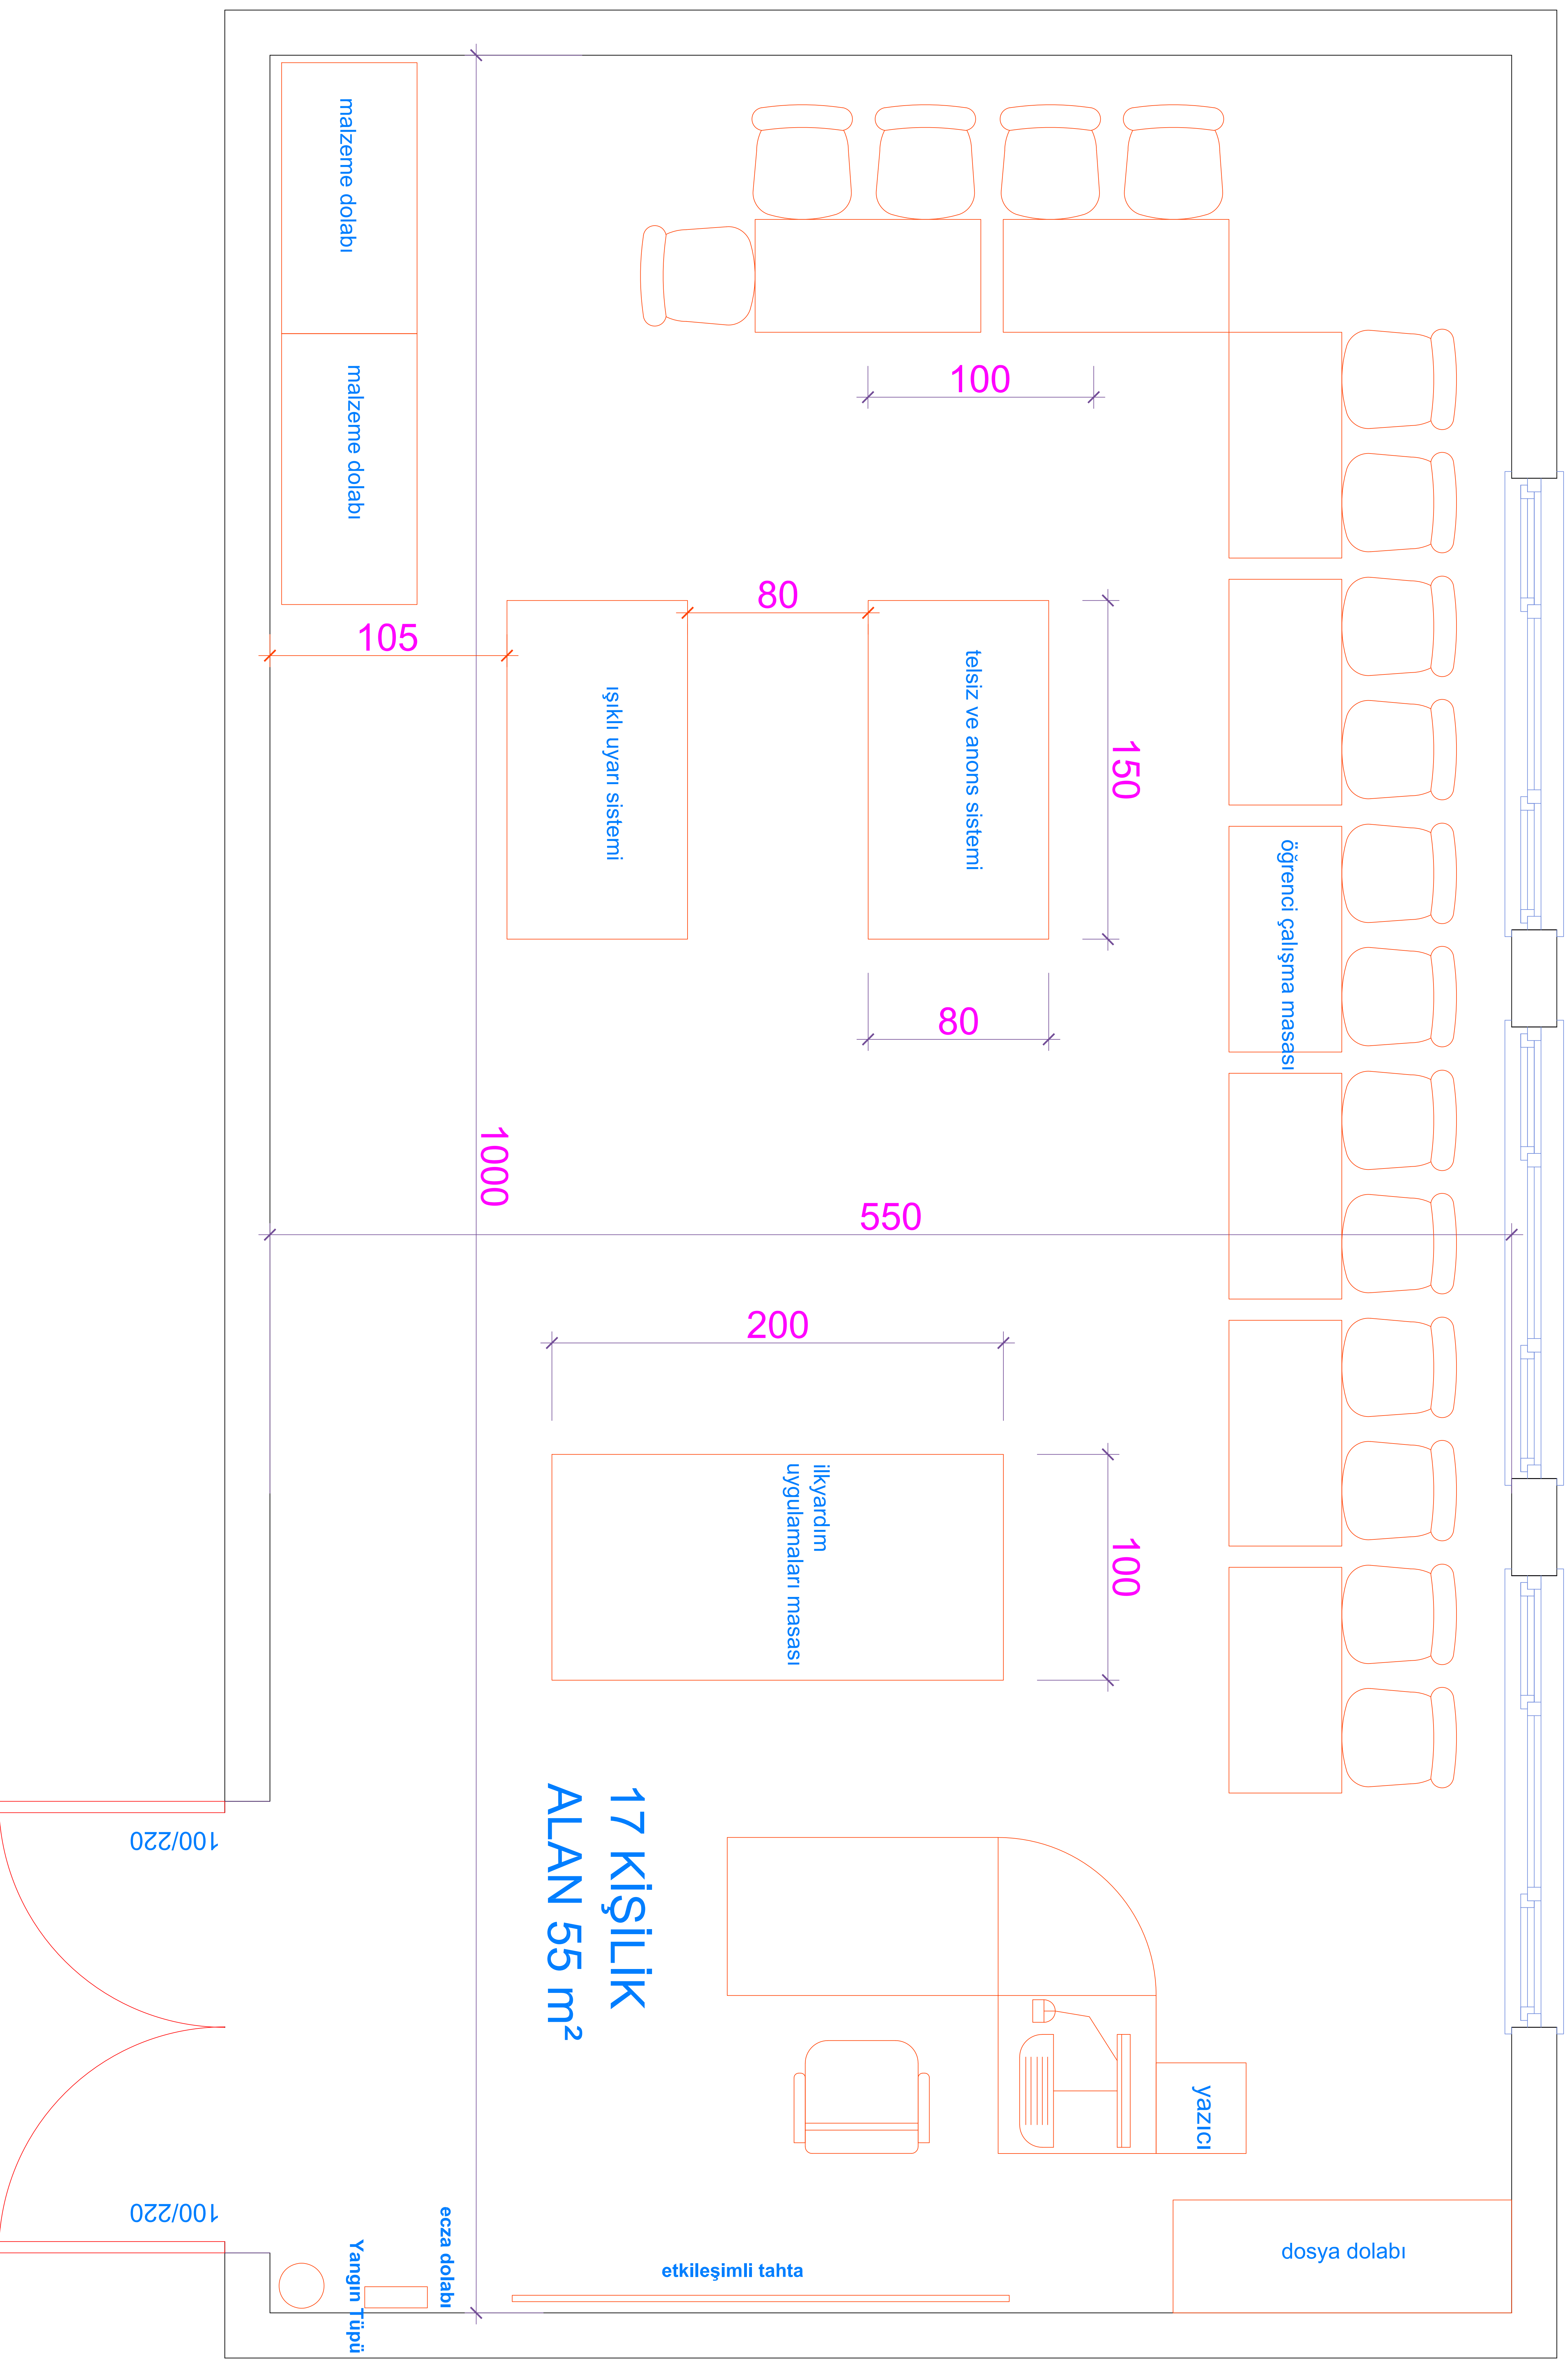 malzeme dolabı
malzeme dolabı
100
105
80
ışıklı uyarı sistemi
telsiz ve anons sistemi
150
öğrenci çalışma masası
80
1000
550
200
ilkyardım
uygulamaları masası
100
17 KİŞİLİK
ALAN 55 m²
100/220
yazıcı
100/220
ecza dolabı
Yangın Tüpü
etkileşimli tahta
dosya dolabı